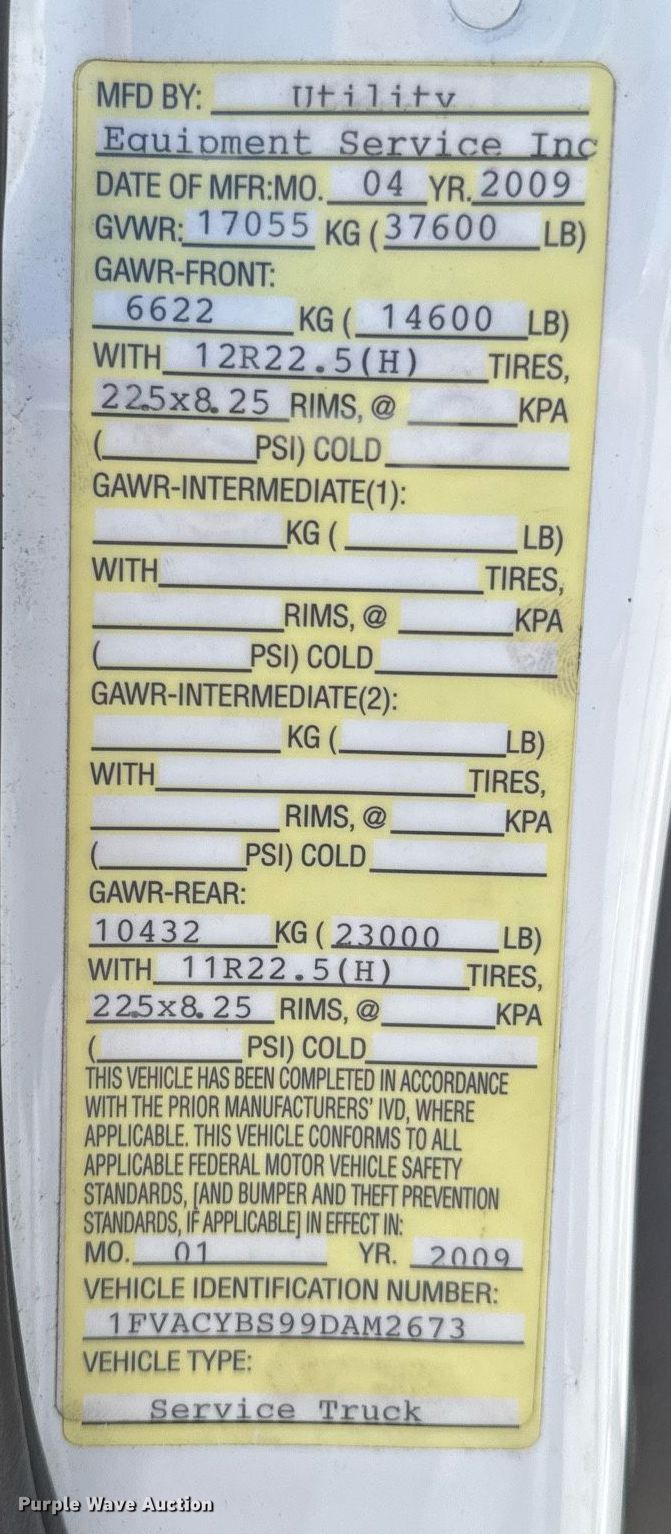 MFD BY: Utility
Equipment Service Inc
DATE OF MFR:MO. 04 YR. 2009
GVWR: 17055 KG (37600 LB)
GAWR-FRONT:
6622 KG ( 14600 LB)
WITH 12R22.5(H) TIRES,
22.5x8.25 RIMS, @ KPA
( PSI) COLD
GAWR-INTERMEDIATE(1):
KG ( LB)
WITH TIRES,
RIMS, @ KPA
( PSI) COLD
GAWR-INTERMEDIATE(2):
KG ( LB)
WITH TIRES,
RIMS, @ KPA
( PSI) COLD
GAWR-REAR:
10432 KG ( 23000 LB)
WITH 11R22.5(H) TIRES,
22.5x8.25 RIMS, @ KPA
( PSI) COLD
THIS VEHICLE HAS BEEN COMPLETED IN ACCORDANCE
WITH THE PRIOR MANUFACTURERS' IVD, WHERE
APPLICABLE. THIS VEHICLE CONFORMS TO ALL
APPLICABLE FEDERAL MOTOR VEHICLE SAFETY
STANDARDS, [AND BUMPER AND THEFT PREVENTION
STANDARDS, IF APPLICABLE] IN EFFECT IN:
MO. 01 YR. 2009
VEHICLE IDENTIFICATION NUMBER:
1FVACYBS99DAM2673
VEHICLE TYPE:
Service Truck
Purple Wave Auction